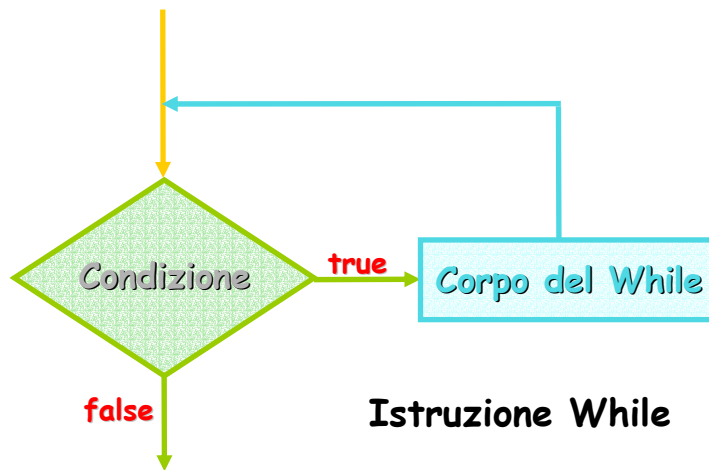 Condizione
true
Corpo del While
false
Istruzione While